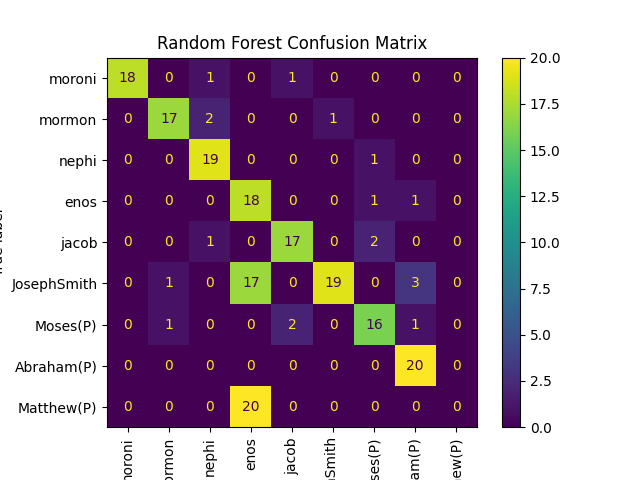 Random Forest Confusion Matrix
moroni 18 0 1 0 1 0 0 0 0
mormon 0 17 2 0 0 1 0 0 0
nephi 0 0 19 0 0 0 1 0 0
enos 0 0 0 18 0 0 1 1 0
jacob 0 0 1 0 17 0 2 0 0
JosephSmith 0 1 0 17 0 19 0 3 0
Moses(P) 0 1 0 0 2 0 16 1 0
Abraham(P) 0 0 0 0 0 0 0 20 0
Matthew(P) 0 0 0 20 0 0 0 0 0
nephi
enos
jacob
20.0
17.5
15.0
12.5
10.0
7.5
5.0
2.5
0.0